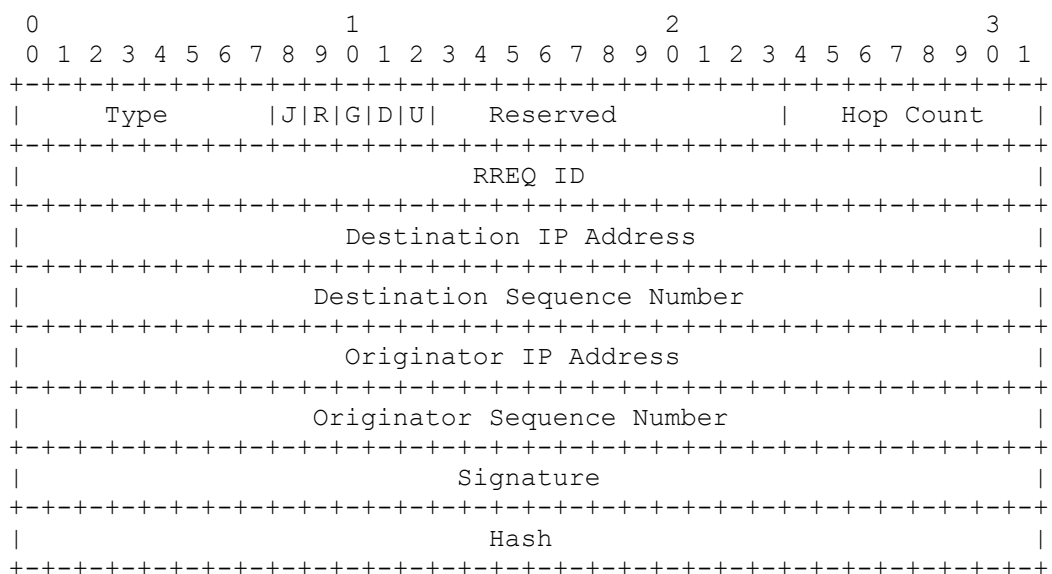 0                   1                   2                   3
 0 1 2 3 4 5 6 7 8 9 0 1 2 3 4 5 6 7 8 9 0 1 2 3 4 5 6 7 8 9 0 1
+-+-+-+-+-+-+-+-+-+-+-+-+-+-+-+-+-+-+-+-+-+-+-+-+-+-+-+-+-+-+-+-+
|     Type      |J|R|G|D|U|   Reserved          |   Hop Count   |
+-+-+-+-+-+-+-+-+-+-+-+-+-+-+-+-+-+-+-+-+-+-+-+-+-+-+-+-+-+-+-+-+
|                            RREQ ID                            |
+-+-+-+-+-+-+-+-+-+-+-+-+-+-+-+-+-+-+-+-+-+-+-+-+-+-+-+-+-+-+-+-+
|                    Destination IP Address                     |
+-+-+-+-+-+-+-+-+-+-+-+-+-+-+-+-+-+-+-+-+-+-+-+-+-+-+-+-+-+-+-+-+
|                  Destination Sequence Number                  |
+-+-+-+-+-+-+-+-+-+-+-+-+-+-+-+-+-+-+-+-+-+-+-+-+-+-+-+-+-+-+-+-+
|                    Originator IP Address                      |
+-+-+-+-+-+-+-+-+-+-+-+-+-+-+-+-+-+-+-+-+-+-+-+-+-+-+-+-+-+-+-+-+
|                  Originator Sequence Number                   |
+-+-+-+-+-+-+-+-+-+-+-+-+-+-+-+-+-+-+-+-+-+-+-+-+-+-+-+-+-+-+-+-+
|                           Signature                           |
+-+-+-+-+-+-+-+-+-+-+-+-+-+-+-+-+-+-+-+-+-+-+-+-+-+-+-+-+-+-+-+-+
|                             Hash                              |
+-+-+-+-+-+-+-+-+-+-+-+-+-+-+-+-+-+-+-+-+-+-+-+-+-+-+-+-+-+-+-+-+